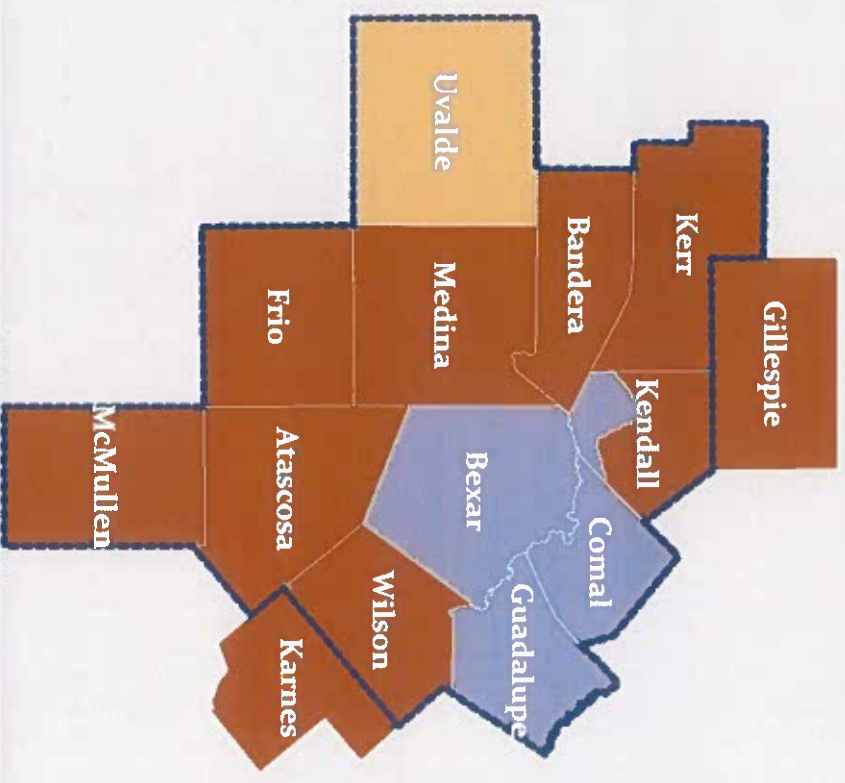 Gillespie
Kerr
Kendall
Bandera
Comal
Uvalde
Medina
Bexar
Guadalupe
Frio
Atascosa
Wilson
Karnes
McMullen